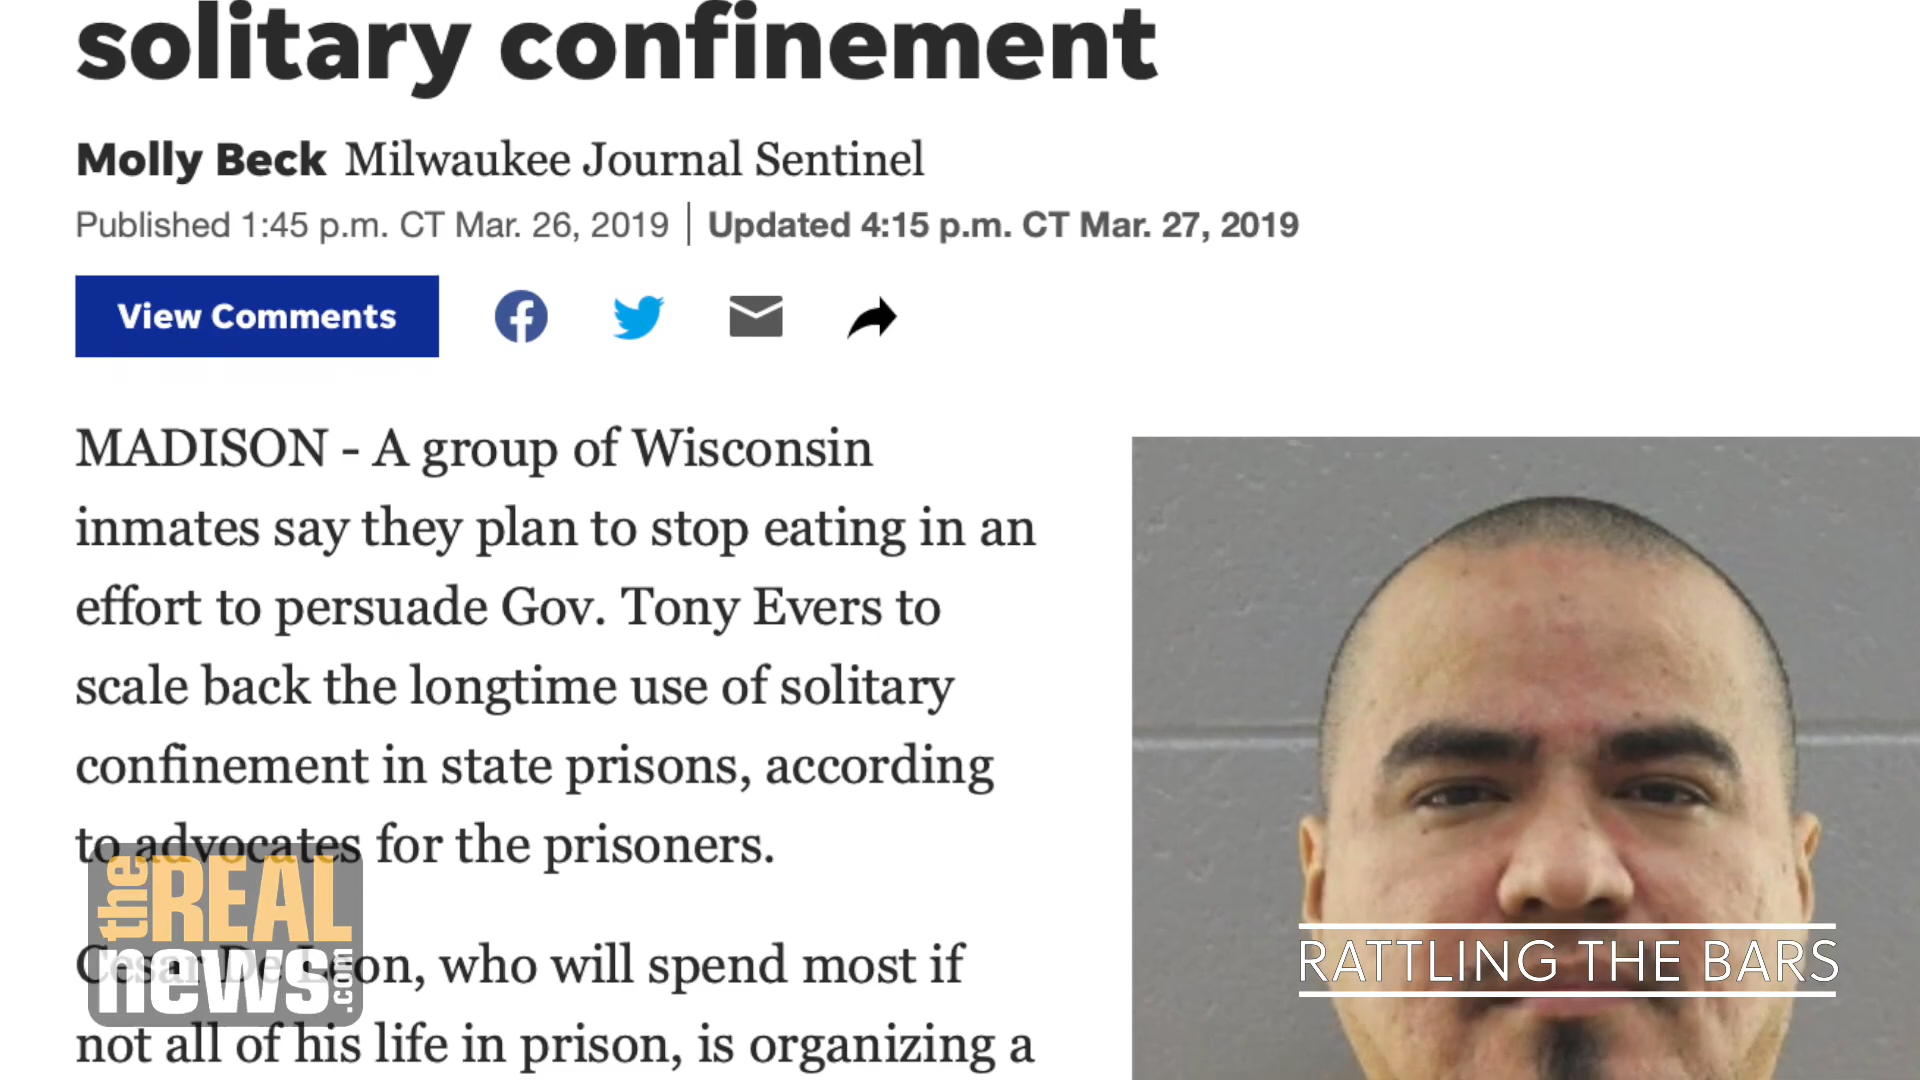 solitary confinement
Molly Beck Milwaukee Journal Sentinel
Published 1:45 p.m. CT Mar. 26, 2019 | Updated 4:15 p.m. CT Mar. 27, 2019
View Comments
MADISON - A group of Wisconsin
inmates say they plan to stop eating in an
effort to persuade Gov. Tony Evers to
scale back the longtime use of solitary
confinement in state prisons, according
to advocates for the prisoners.
Cesar De Leon, who will spend most if
not all of his life in prison, is organizing a
the REAL
news.com
RATTLING THE BARS